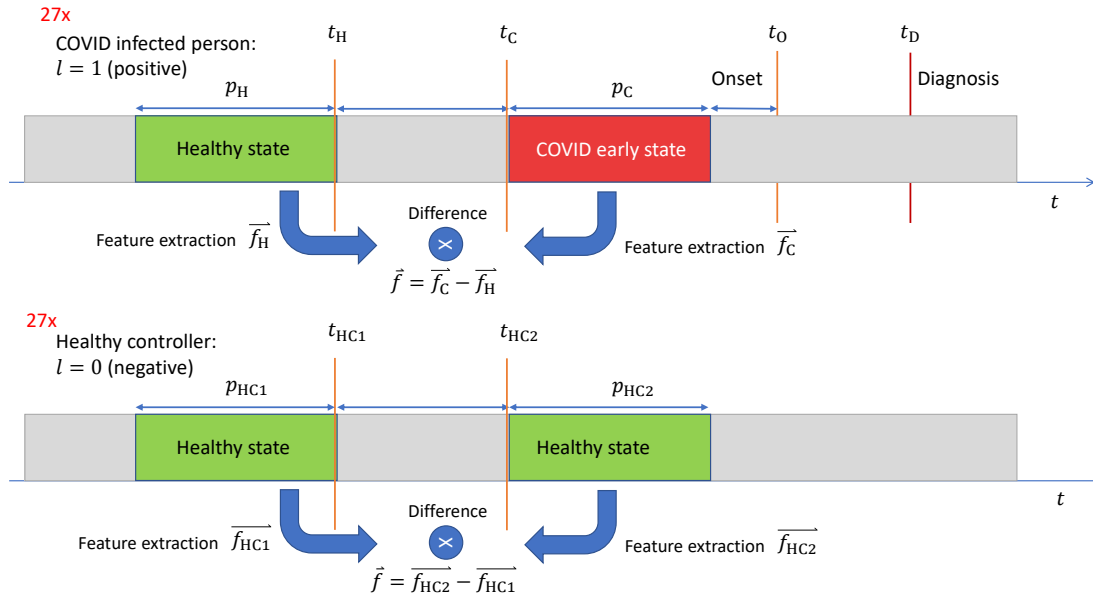 27x
COVID infected person:
l = 1 (positive)
t_H
t_C
t_O
t_D
p_H
p_C
Onset
Diagnosis
Healthy state
COVID early state
t
Feature extraction f_H⃗
Difference
×
Feature extraction f_C⃗
f⃗ = f_C⃗ − f_H⃗
27x
Healthy controller:
l = 0 (negative)
t_HC1
t_HC2
p_HC1
p_HC2
Healthy state
Healthy state
t
Feature extraction f_HC1⃗
Difference
×
Feature extraction f_HC2⃗
f⃗ = f_HC2⃗ − f_HC1⃗